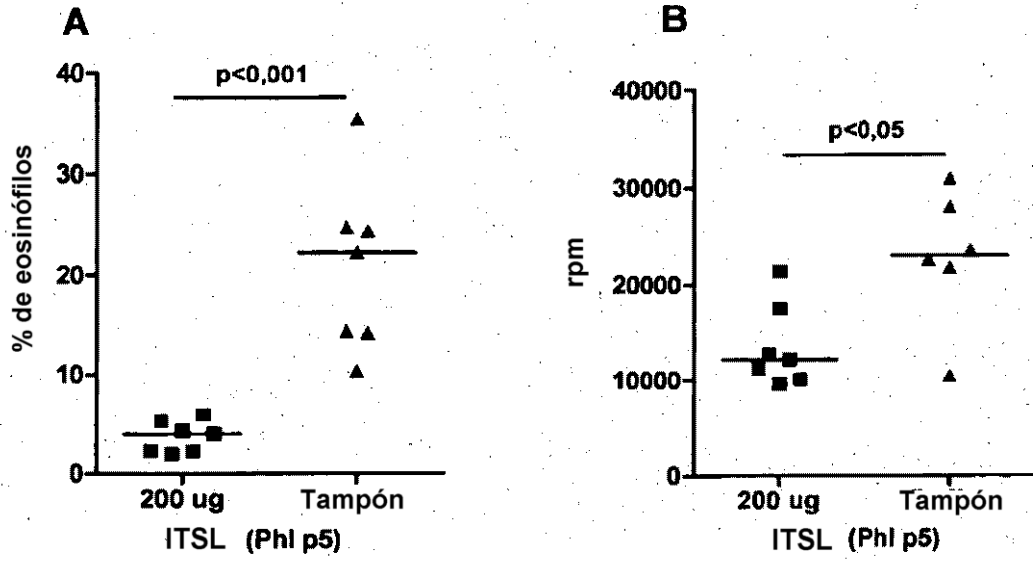 A
p<0,001
40
30
20
10
0
% de eosinófilos
200 ug
Tampón
ITSL (Phl p5)
B
p<0,05
40000
30000
20000
10000
0
rpm
200 ug
Tampón
ITSL (Phl p5)